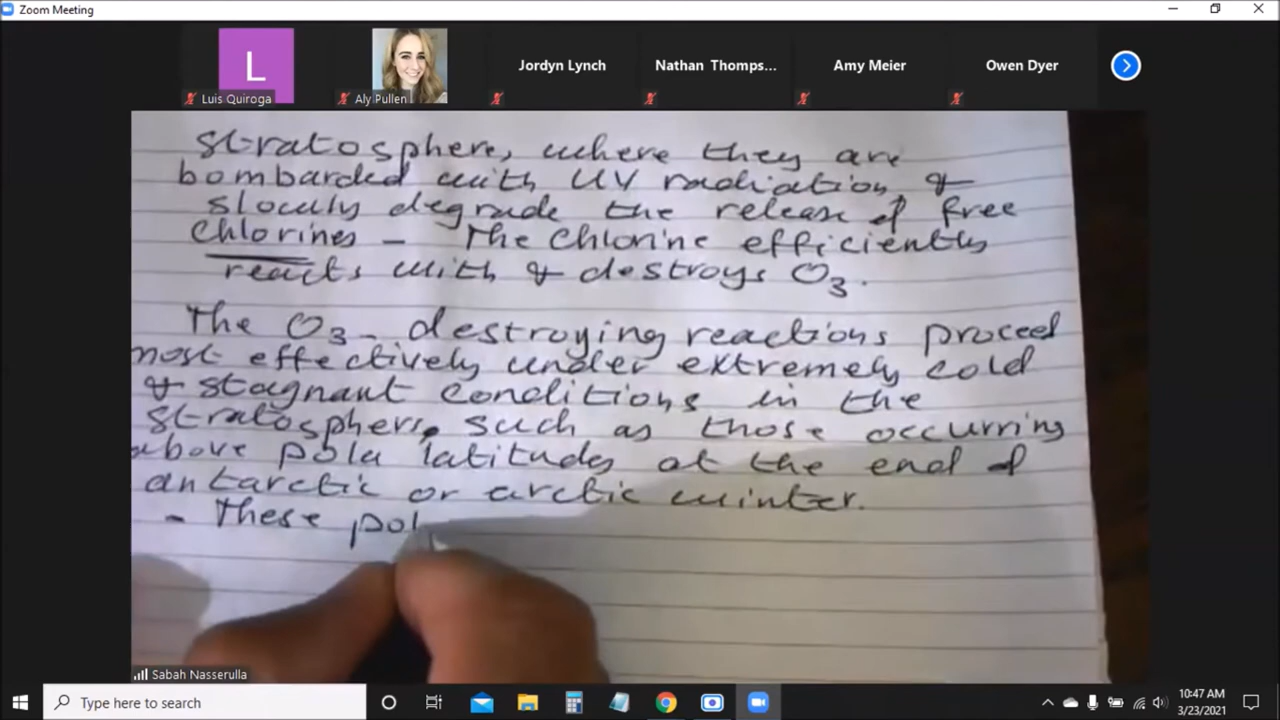 Zoom Meeting
L
Luis Quiroga
Aly Pullen
Jordyn Lynch
Nathan Thomps...
Amy Meier
Owen Dyer
stratosphere, where they are
bombarded with UV radiation &
slowly degrade the release of free
chlorines – The chlorine efficiently
reacts with & destroys O3.
The O3 - destroying reactions proceed
most effectively under extremely cold
& stagnant conditions in the
stratosphers. such as those occurring
above pola latitudes at the end of
antarctic or arctic winter.
- These pol
Sabah Nasserulla
Type here to search
10:47 AM
3/23/2021